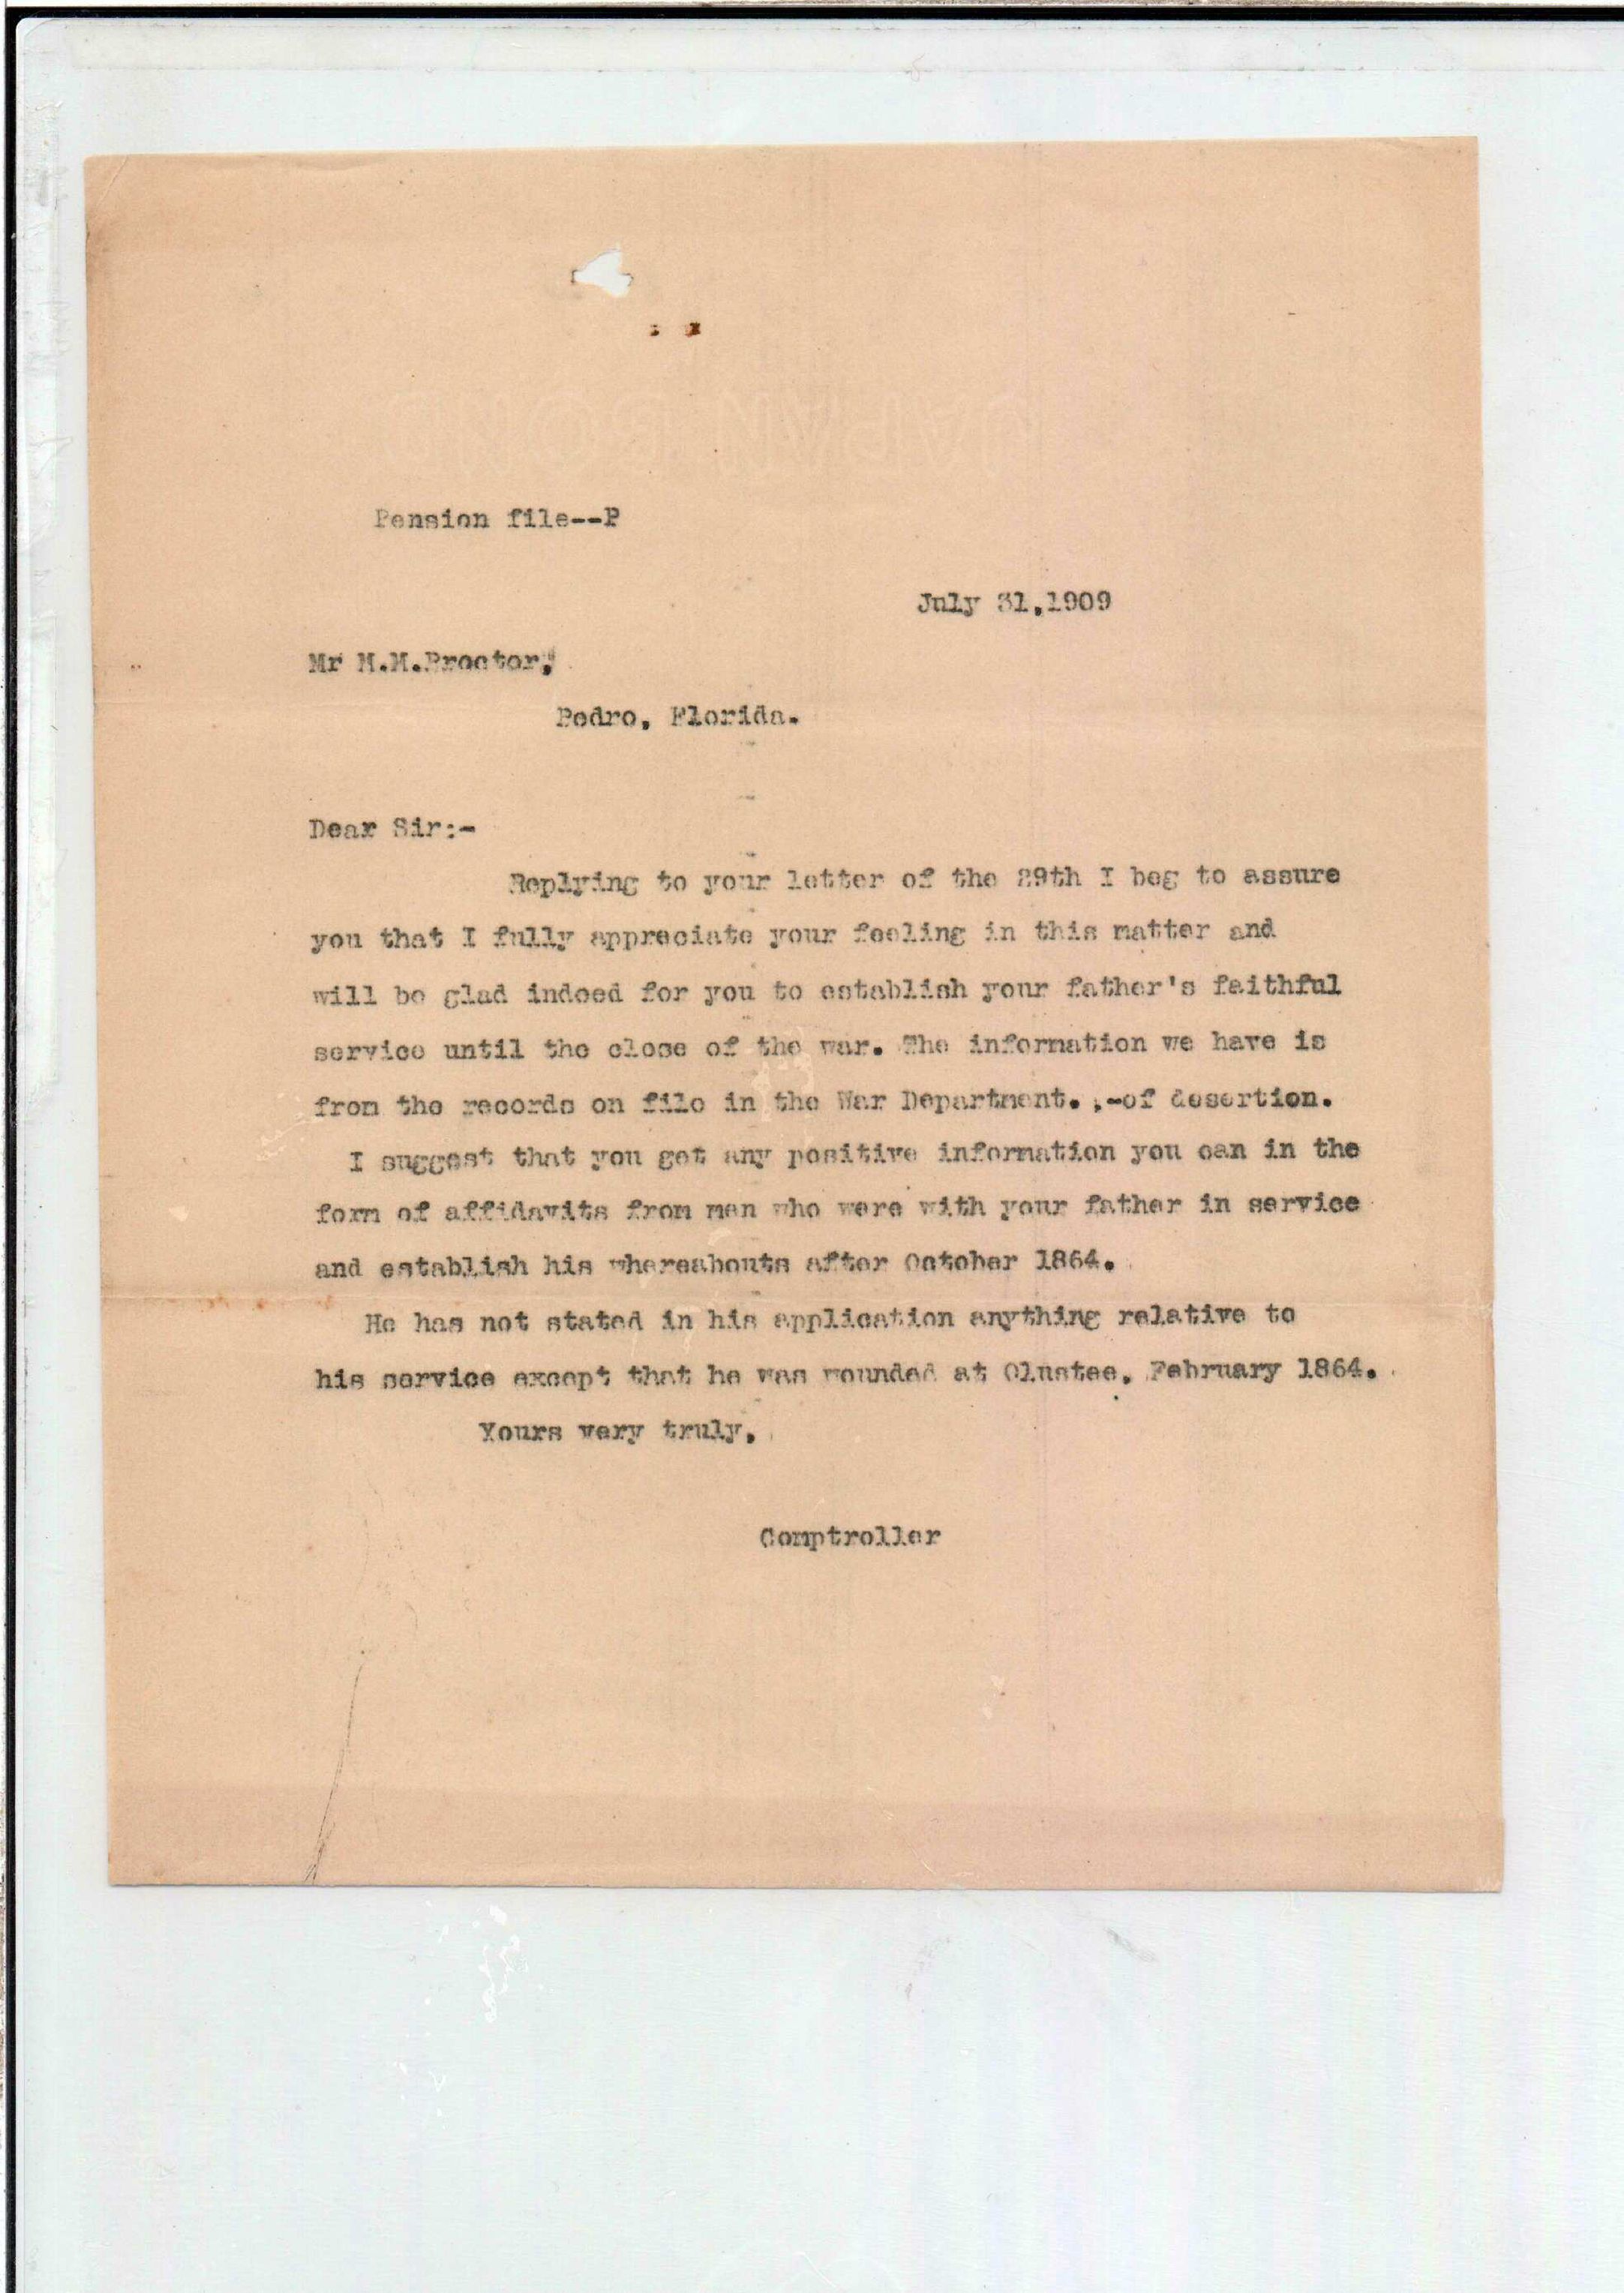 Pension file--P
July 31,1909
Mr M.M.Proctor,
Pedro, Florida.
Dear Sir:-
Replying to your letter of the 29th I beg to assure
you that I fully appreciate your feeling in this matter and
will be glad indeed for you to establish your father's faithful
service until the close of the war. The information we have is
from the records on file in the War Department. ,-of desertion.
I suggest that you get any positive information you can in the
form of affidavits from men who were with your father in service
and establish his whereabouts after October 1864.
He has not stated in his application anything relative to
his service except that he was wounded at Olustee, February 1864.
Yours very truly,
Comptroller